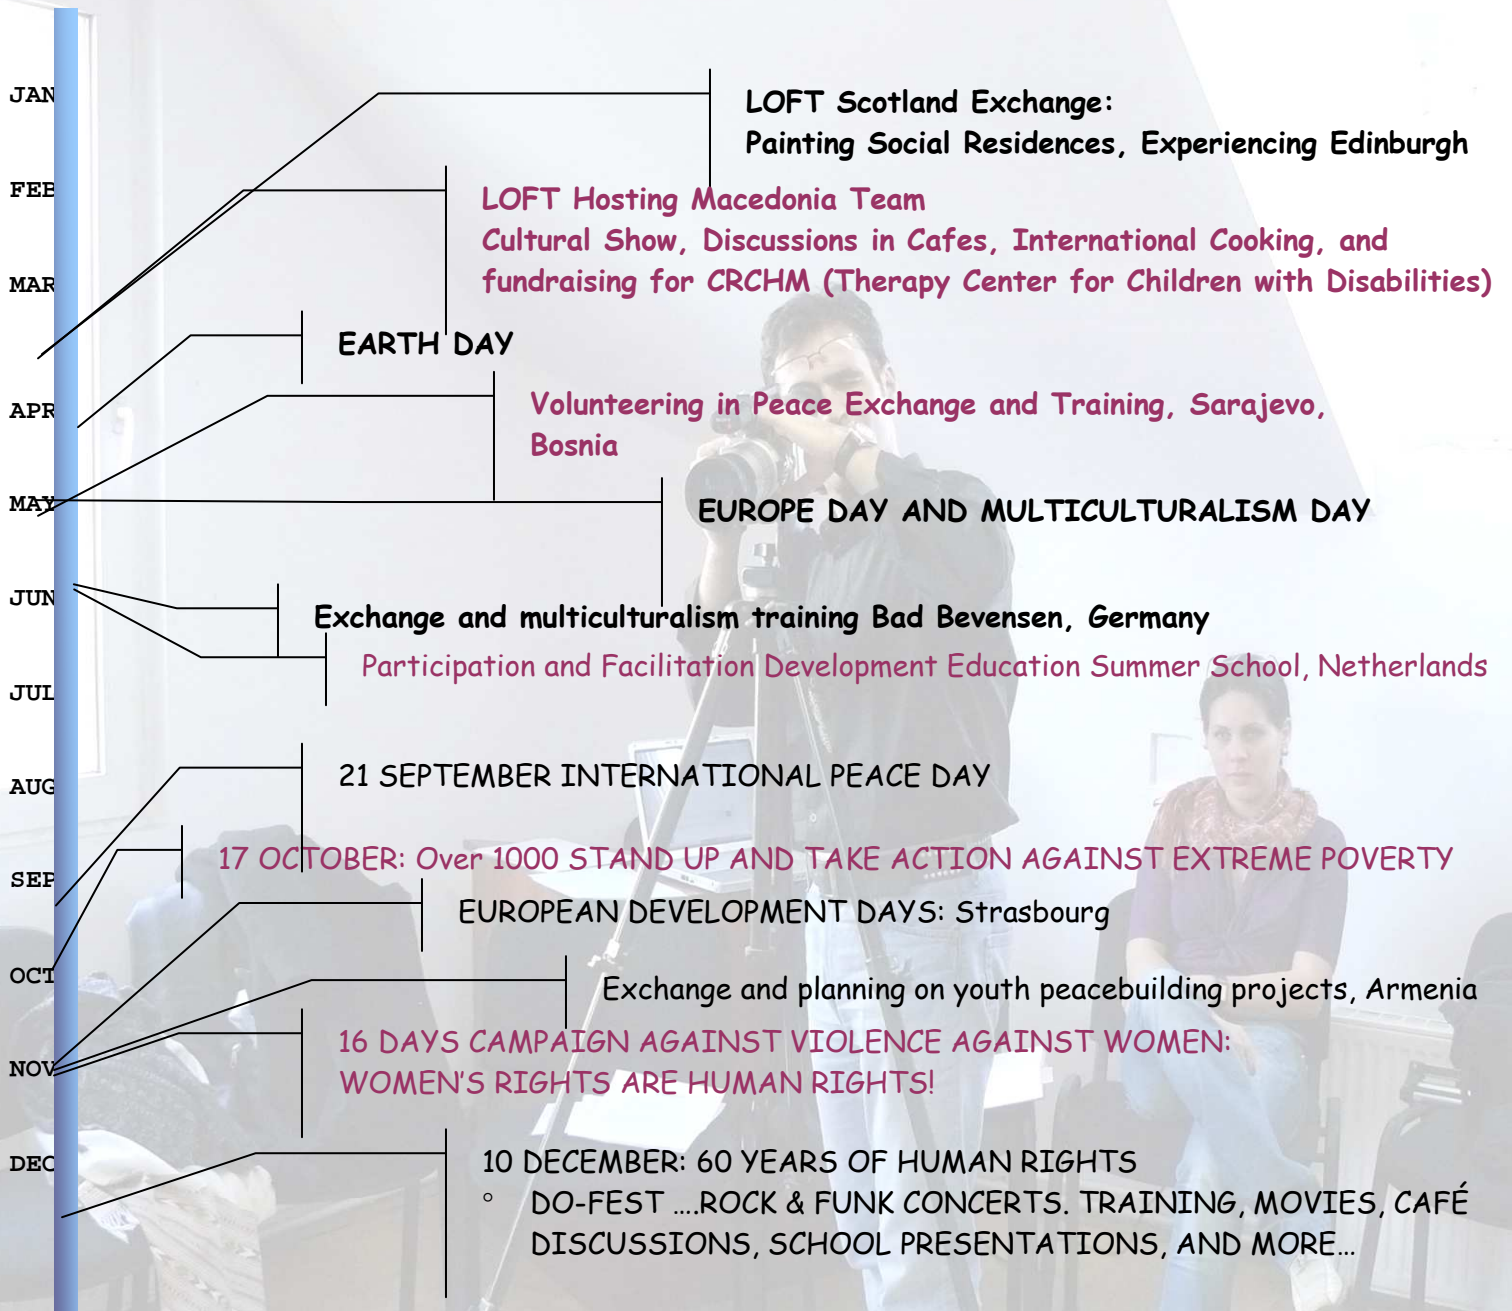 JAN
LOFT Scotland Exchange:
Painting Social Residences, Experiencing Edinburgh
FEB
LOFT Hosting Macedonia Team
Cultural Show, Discussions in Cafes, International Cooking, and
fundraising for CRCHM (Therapy Center for Children with Disabilities)
MAR
EARTH DAY
APR
Volunteering in Peace Exchange and Training, Sarajevo,
Bosnia
MAY
EUROPE DAY AND MULTICULTURALISM DAY
JUN
Exchange and multiculturalism training Bad Bevensen, Germany
Participation and Facilitation Development Education Summer School, Netherlands
JUL
21 SEPTEMBER INTERNATIONAL PEACE DAY
AUG
17 OCTOBER: Over 1000 STAND UP AND TAKE ACTION AGAINST EXTREME POVERTY
SEP
EUROPEAN DEVELOPMENT DAYS: Strasbourg
OCT
Exchange and planning on youth peacebuilding projects, Armenia
16 DAYS CAMPAIGN AGAINST VIOLENCE AGAINST WOMEN:
NOV
WOMEN'S RIGHTS ARE HUMAN RIGHTS!
DEC
10 DECEMBER: 60 YEARS OF HUMAN RIGHTS
° DO-FEST ....ROCK & FUNK CONCERTS. TRAINING, MOVIES, CAFÉ
DISCUSSIONS, SCHOOL PRESENTATIONS, AND MORE...